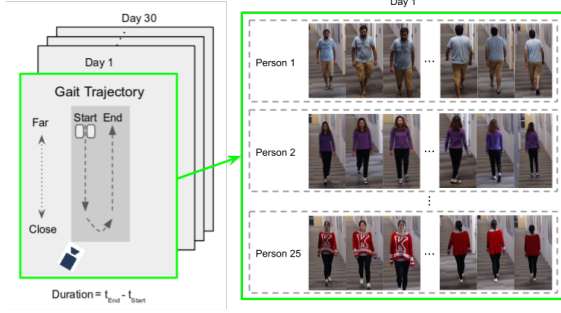 Day 30
Day 1
Gait Trajectory
Far
Start End
Close
Duration = t_End - t_Start
Day 1
Person 1
...
Person 2
...
⋮
Person 25
...